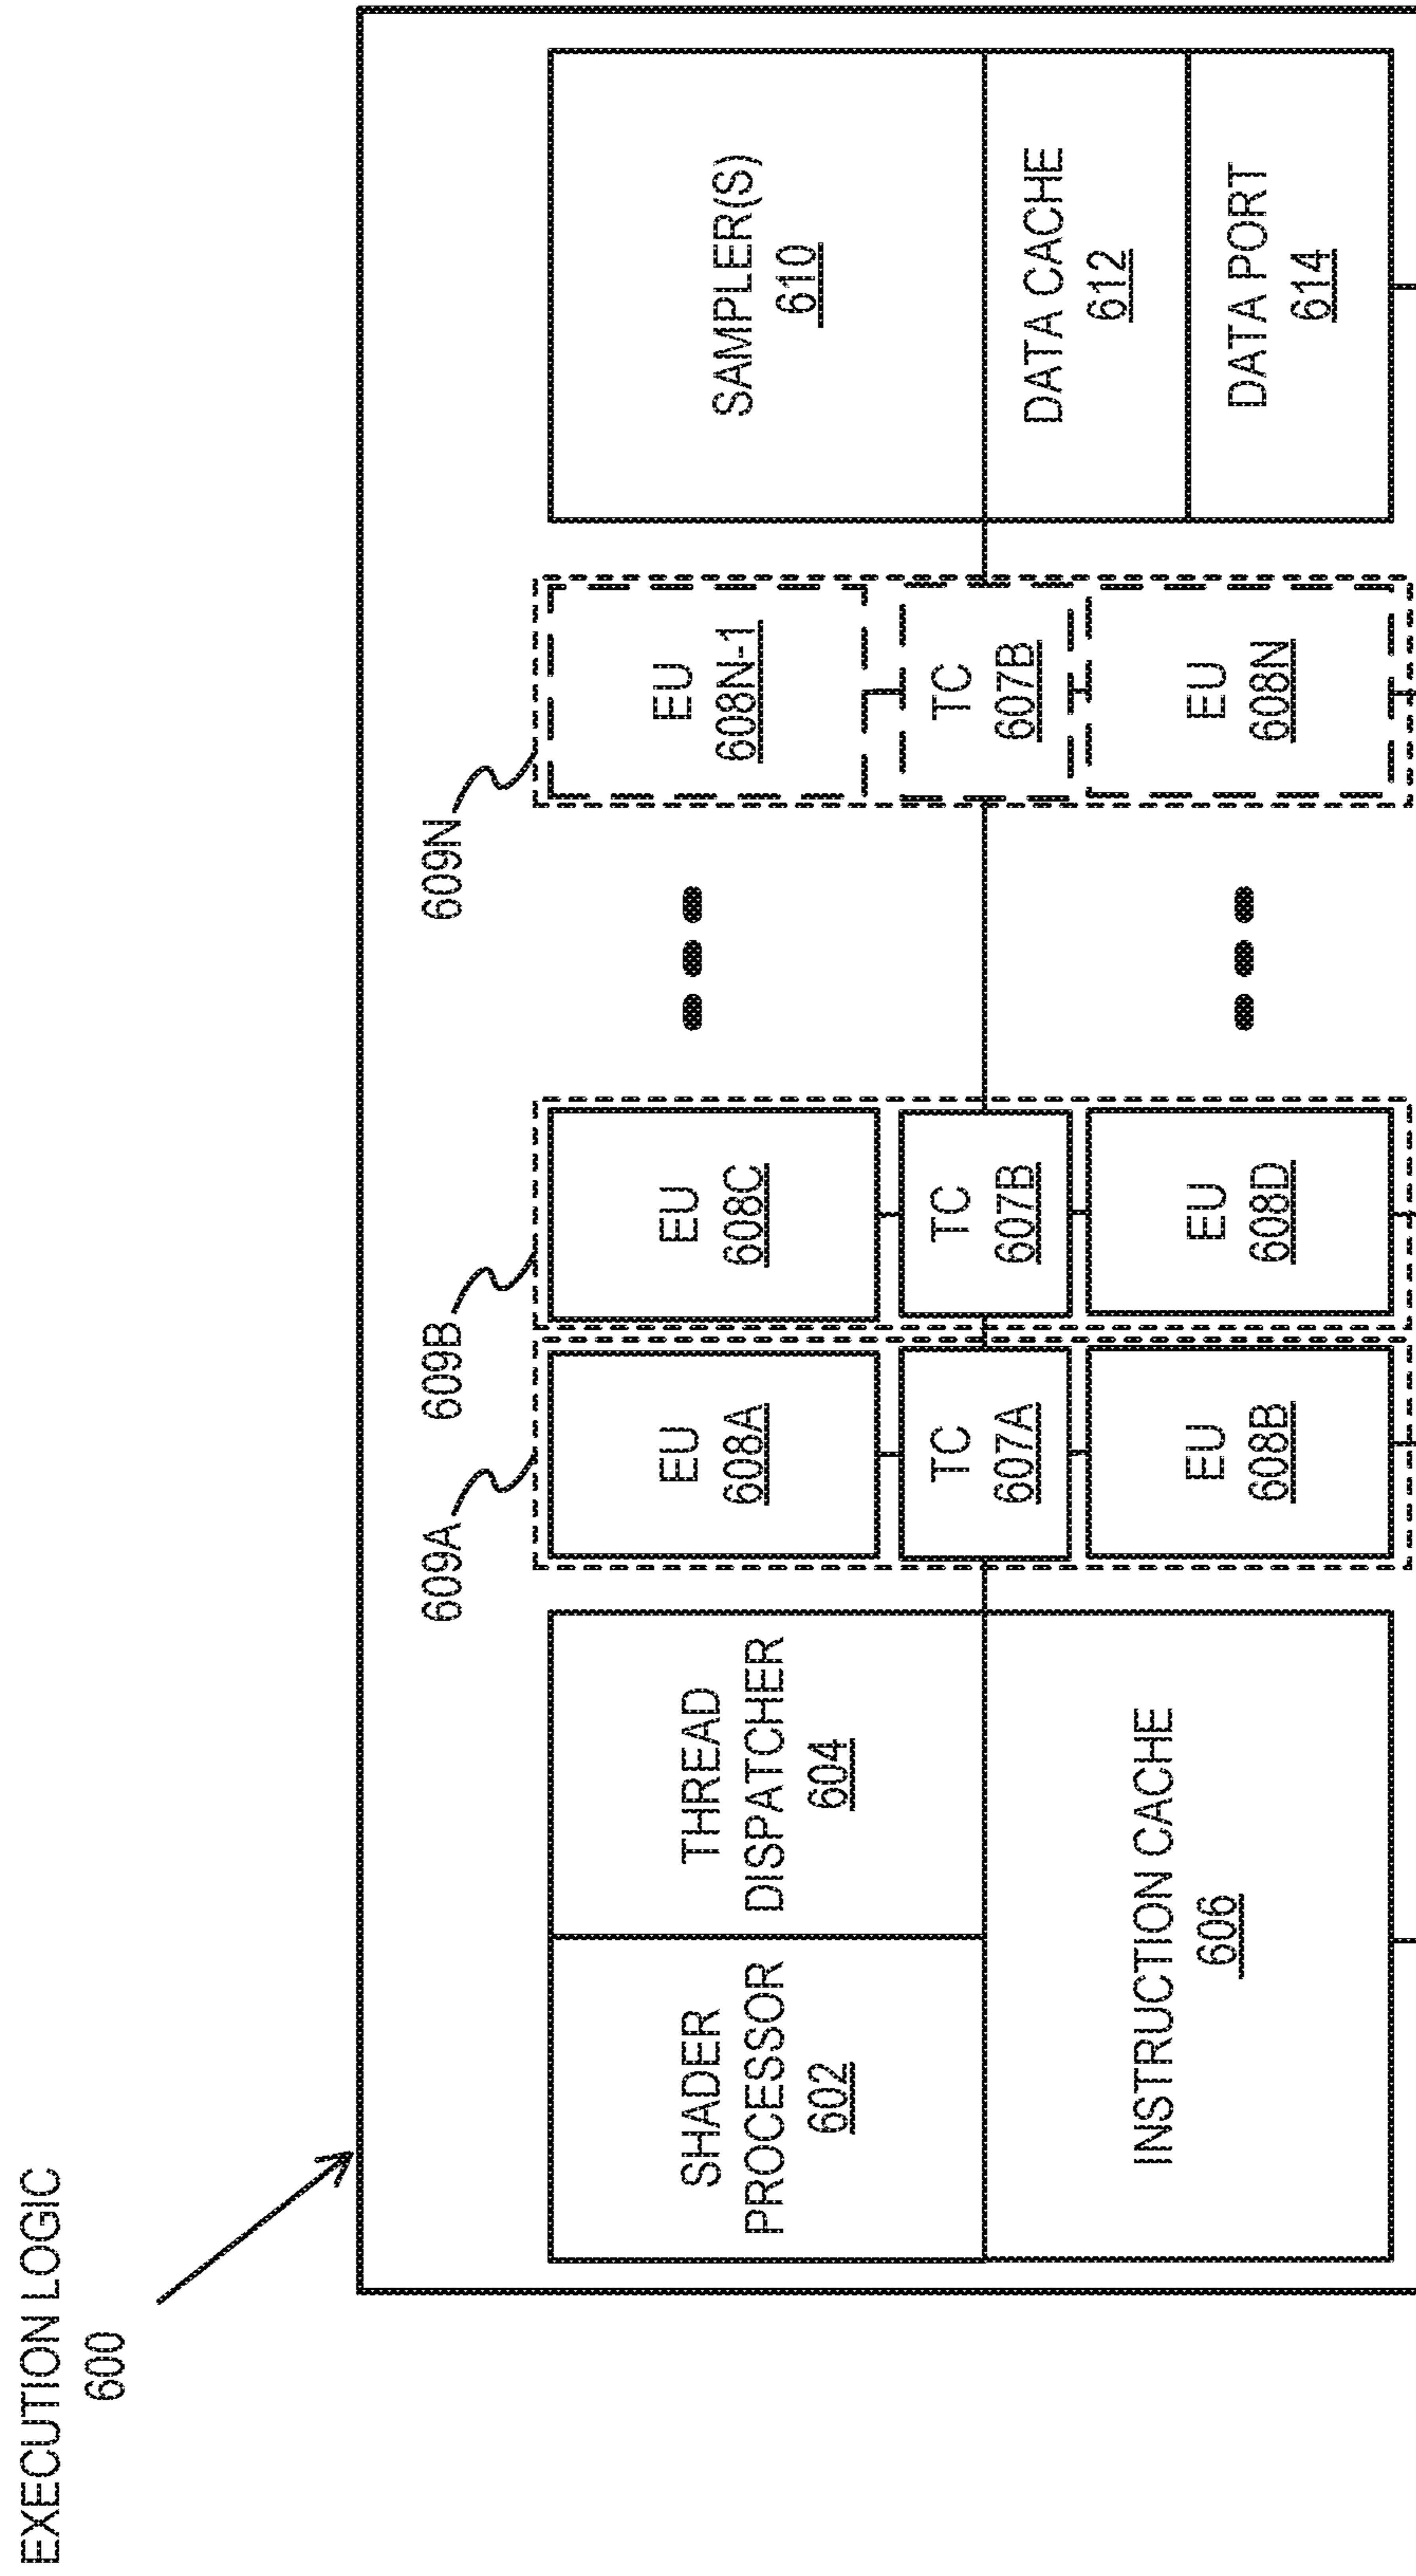 EXECUTION LOGIC
600
609A
609B
609N
SHADER
PROCESSOR
602
THREAD
DISPATCHER
604
INSTRUCTION CACHE
606
EU
608A
TC
607A
EU
608B
EU
608C
TC
607B
EU
608D
EU
608N-1
TC
607B
EU
608N
SAMPLER(S)
610
DATA CACHE
612
DATA PORT
614